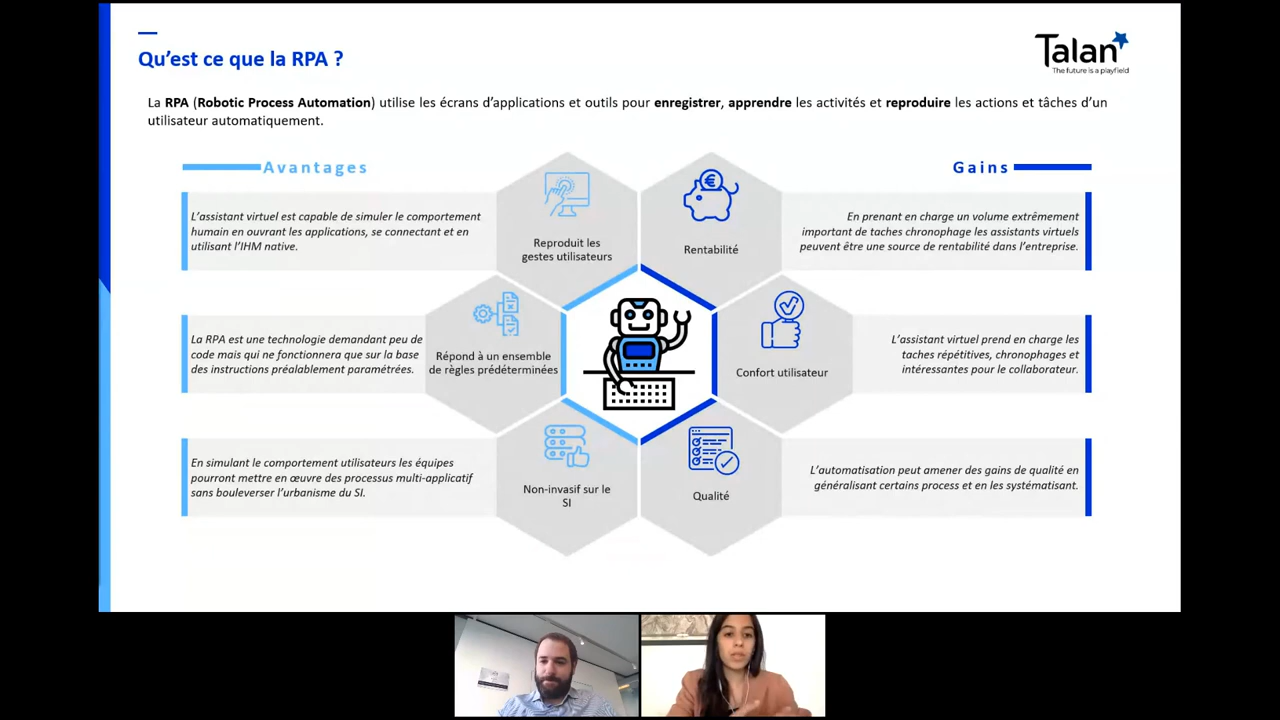 Qu'est ce que la RPA ?
Talan
The future is a playfield
La RPA (Robotic Process Automation) utilise les écrans d'applications et outils pour enregistrer, apprendre les activités et reproduire les actions et tâches d'un
utilisateur automatiquement.
Avantages
Gains
L'assistant virtuel est capable de simuler le comportement
humain en ouvrant les applications, se connectant et en
utilisant l'IHM native.
Reproduit les
gestes utilisateurs
Rentabilité
En prenant en charge un volume extrêmement
important de taches chronophage les assistants virtuels
peuvent être une source de rentabilité dans l'entreprise.
La RPA est une technologie demandant peu de
code mais qui ne fonctionnera que sur la base
des instructions préalablement paramétrées.
Répond à un ensemble
de règles prédéterminées
Confort utilisateur
L'assistant virtuel prend en charge les
taches répétitives, chronophages et
intéressantes pour le collaborateur.
En simulant le comportement utilisateurs les équipes
pourront mettre en œuvre des processus multi-applicatif
sans bouleverser l'urbanisme du SI.
Non-invasif sur le
SI
Qualité
L'automatisation peut amener des gains de qualité en
généralisant certains process et en les systématisant.